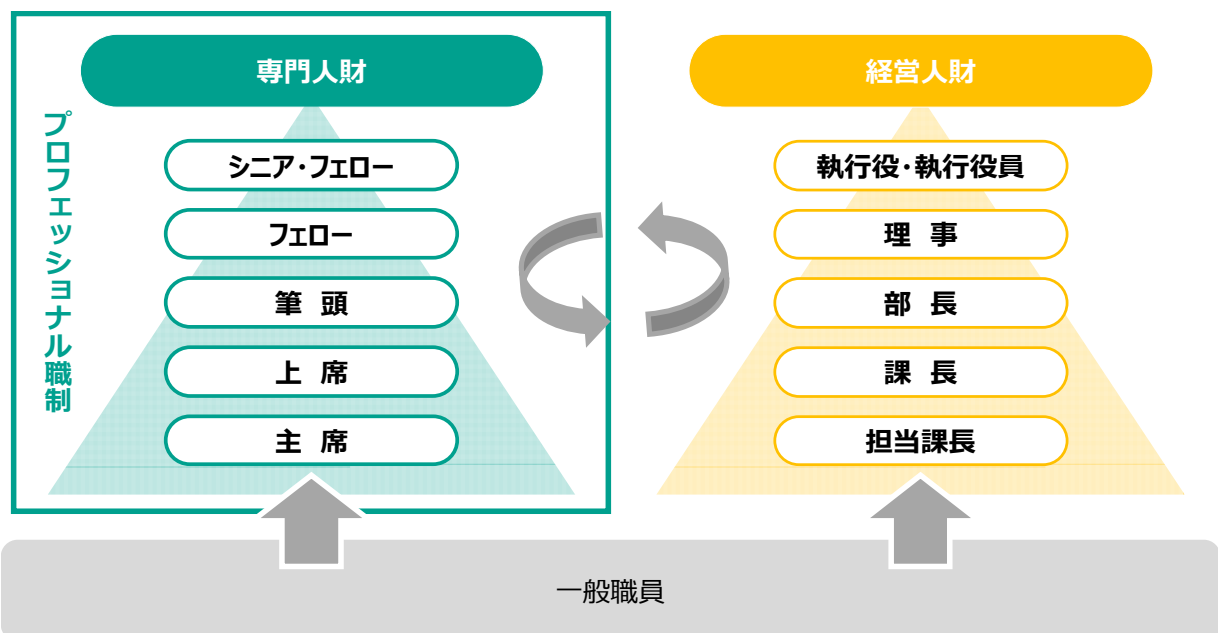 プロフェッショナル職制
専門人財
シニア・フェロー
フェロー
筆 頭
上 席
主 席
経営人財
執行役・執行役員
理 事
部 長
課 長
担当課長
一般職員